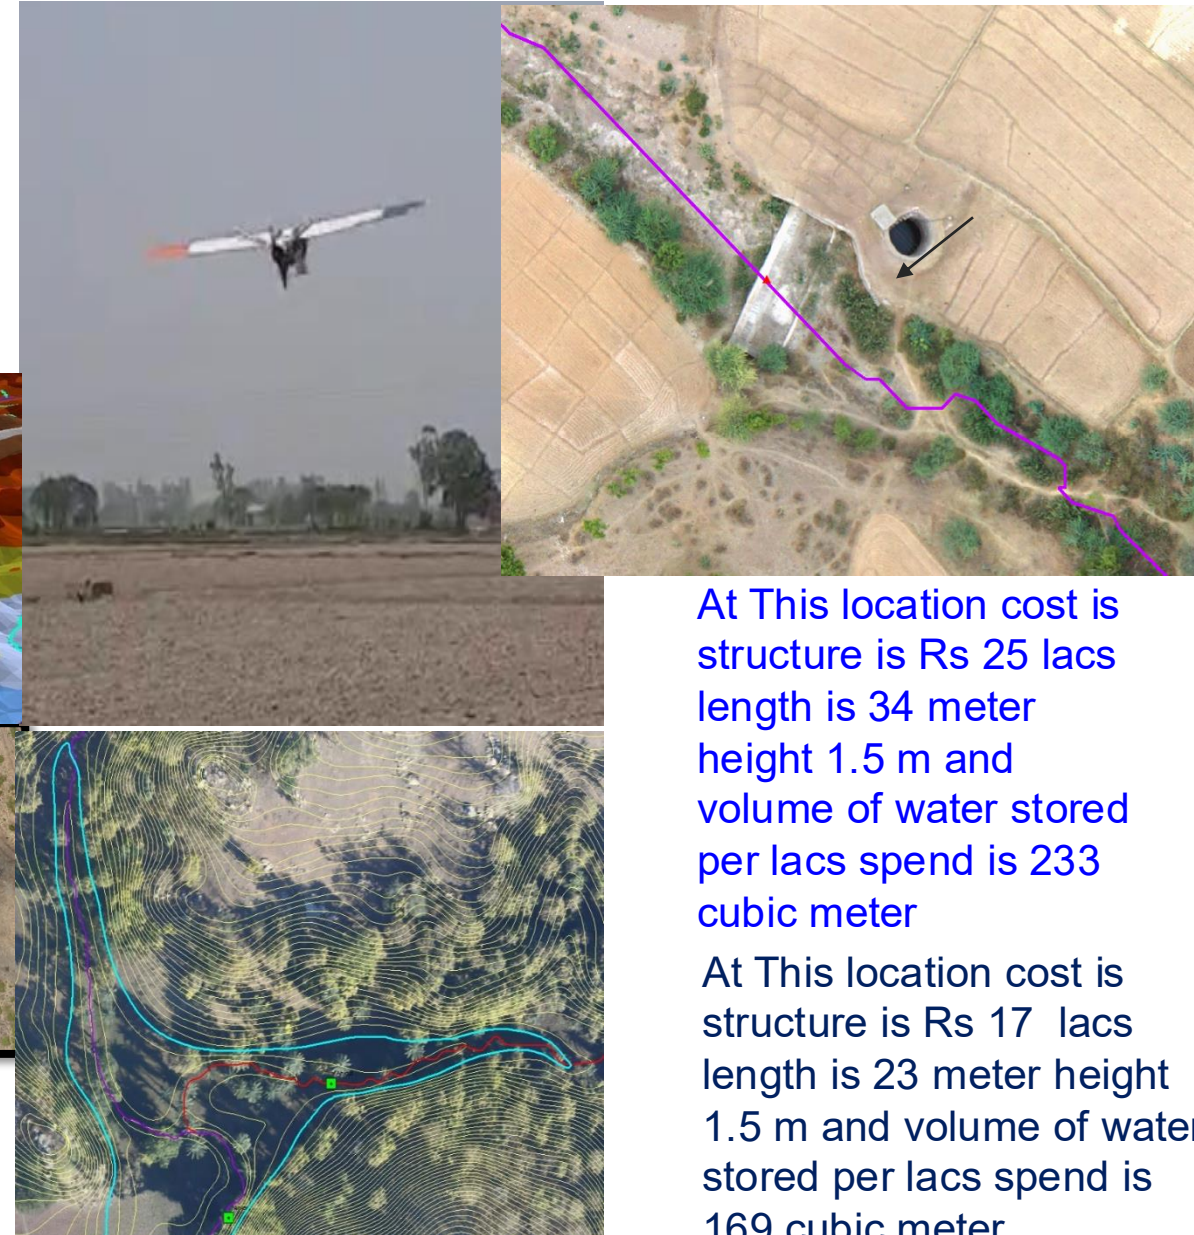 At This location cost is
structure is Rs 25 lacs
length is 34 meter
height 1.5 m and
volume of water stored
per lacs spend is 233
cubic meter
At This location cost is
structure is Rs 17 lacs
length is 23 meter height
1.5 m and volume of water
stored per lacs spend is
169 cubic meter